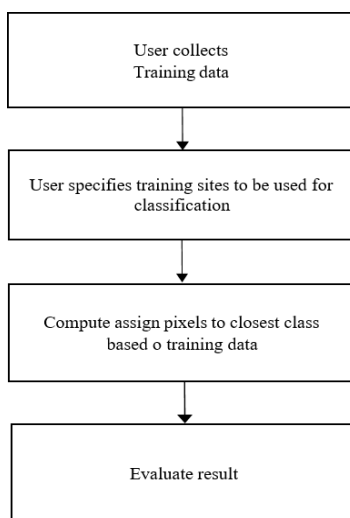 User collects
Training data
User specifies training sites to be used for
classification
Compute assign pixels to closest class
based o training data
Evaluate result